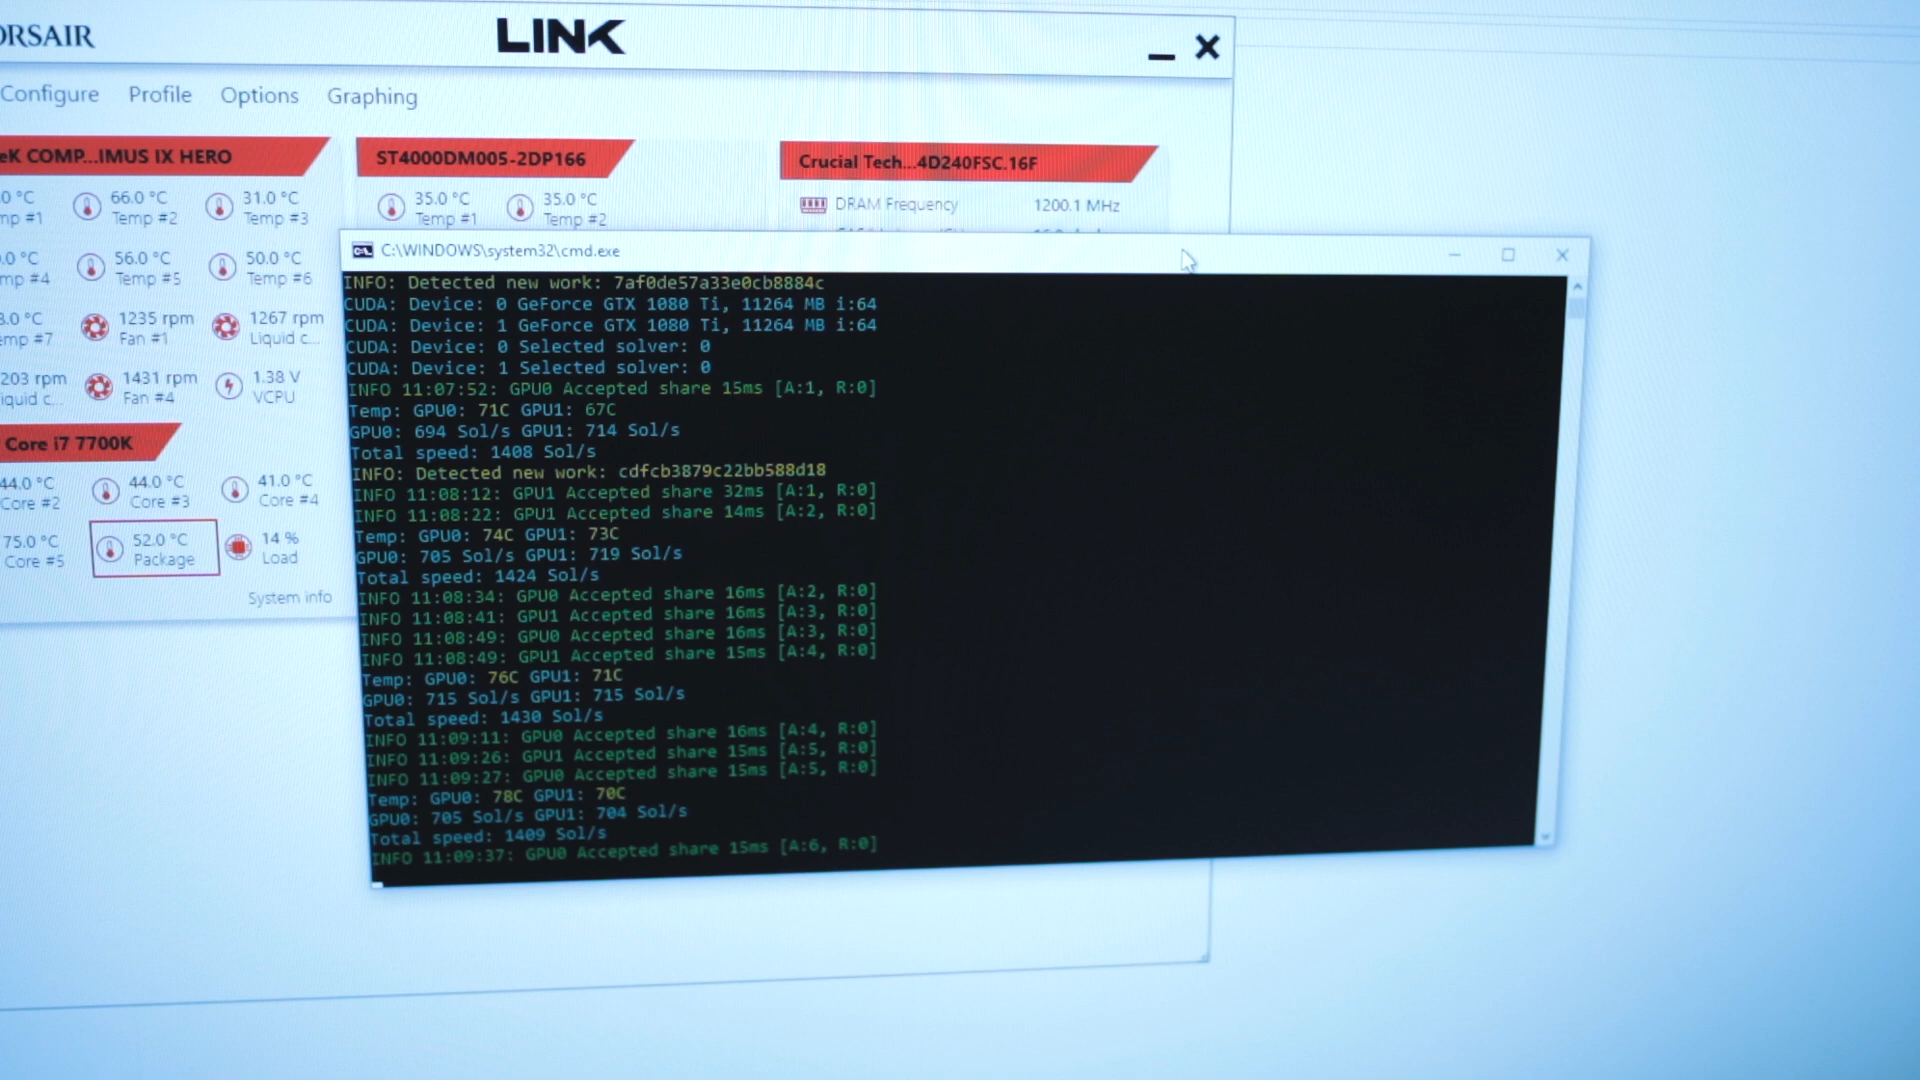 ORSAIR
LINK
Configure Profile Options Graphing
eK COMP...IMUS IX HERO
ST4000DM005-2DP166
Crucial Tech...4D240FSC.16F
0 °C
mp #1
66.0 °C
Temp #2
31.0 °C
Temp #3
35.0 °C
Temp #1
35.0 °C
Temp #2
DRAM Frequency 1200.1 MHz
.0 °C
mp #4
56.0 °C
Temp #5
50.0 °C
Temp #6
8.0 °C
emp #7
1235 rpm
Fan #1
1267 rpm
Liquid c...
203 rpm
iquid c...
1431 rpm
Fan #4
1.38 V
VCPU
Core i7 7700K
44.0 °C
Core #2
44.0 °C
Core #3
41.0 °C
Core #4
75.0 °C
Core #5
52.0 °C
Package
14 %
Load
System info
C:\WINDOWS\system32\cmd.exe
INFO: Detected new work: 7af0de57a33e0cb8884c
CUDA: Device: 0 GeForce GTX 1080 Ti, 11264 MB i:64
CUDA: Device: 1 GeForce GTX 1080 Ti, 11264 MB i:64
CUDA: Device: 0 Selected solver: 0
CUDA: Device: 1 Selected solver: 0
INFO 11:07:52: GPU0 Accepted share 15ms [A:1, R:0]
Temp: GPU0: 71C GPU1: 67C
GPU0: 694 Sol/s GPU1: 714 Sol/s
Total speed: 1408 Sol/s
INFO: Detected new work: cdfcb3879c22bb588d18
INFO 11:08:12: GPU1 Accepted share 32ms [A:1, R:0]
INFO 11:08:22: GPU1 Accepted share 14ms [A:2, R:0]
Temp: GPU0: 74C GPU1: 73C
GPU0: 705 Sol/s GPU1: 719 Sol/s
Total speed: 1424 Sol/s
INFO 11:08:34: GPU0 Accepted share 16ms [A:2, R:0]
INFO 11:08:41: GPU1 Accepted share 16ms [A:3, R:0]
INFO 11:08:49: GPU0 Accepted share 16ms [A:3, R:0]
INFO 11:08:49: GPU1 Accepted share 15ms [A:4, R:0]
Temp: GPU0: 76C GPU1: 71C
GPU0: 715 Sol/s GPU1: 715 Sol/s
Total speed: 1430 Sol/s
INFO 11:09:11: GPU0 Accepted share 16ms [A:4, R:0]
INFO 11:09:26: GPU1 Accepted share 15ms [A:5, R:0]
INFO 11:09:27: GPU0 Accepted share 15ms [A:5, R:0]
Temp: GPU0: 78C GPU1: 70C
GPU0: 705 Sol/s GPU1: 704 Sol/s
Total speed: 1409 Sol/s
INFO 11:09:37: GPU0 Accepted share 15ms [A:6, R:0]